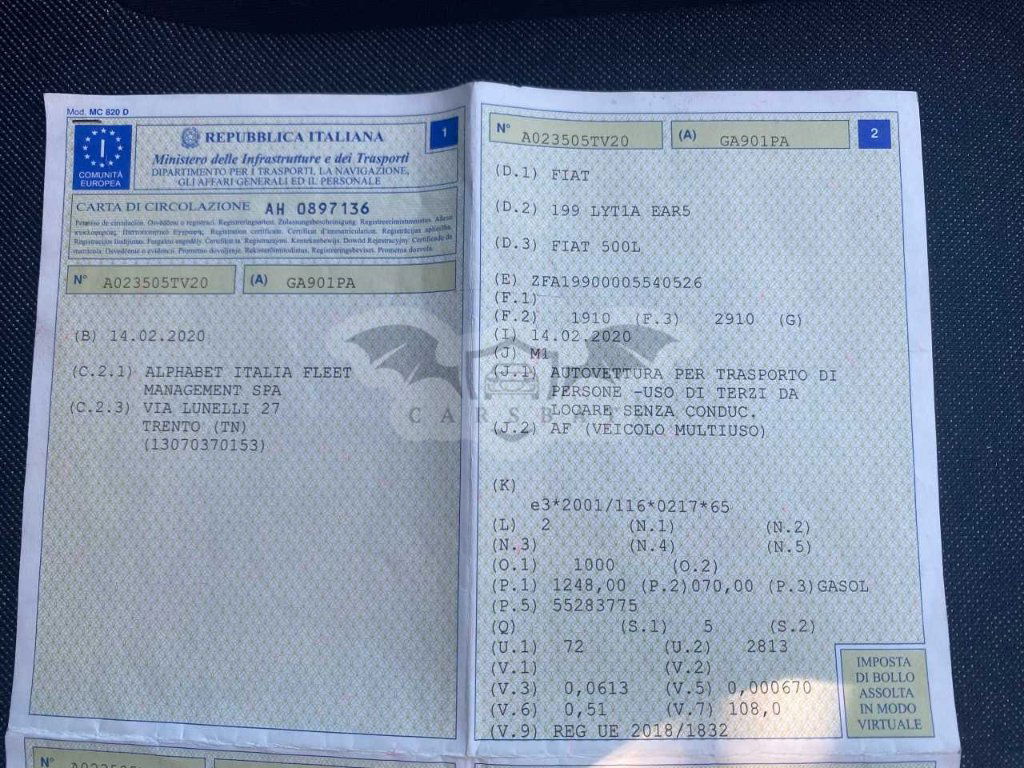 Mod. MC 820 D
COMUNITÀ
EUROPEA
I
REPUBBLICA ITALIANA
Ministero delle Infrastrutture e dei Trasporti
DIPARTIMENTO PER I TRASPORTI, LA NAVIGAZIONE,
GLI AFFARI GENERALI ED IL PERSONALE
1
CARTA DI CIRCOLAZIONE AH 0897136
N° A023505TV20 (A) GA901PA
(B) 14.02.2020
(C.2.1) ALPHABET ITALIA FLEET
MANAGEMENT SPA
(C.2.3) VIA LUNELLI 27
TRENTO (TN)
(13070370153)
N° A023505TV20 (A) GA901PA 2
(D.1) FIAT
(D.2) 199 LYT1A EAR5
(D.3) FIAT 500L
(E) ZFA19900005540526
(F.1)
(F.2) 1910 (F.3) 2910 (G)
(I) 14.02.2020
(J) M1
(J.1) AUTOVETTURA PER TRASPORTO DI
PERSONE -USO DI TERZI DA
LOCARE SENZA CONDUC.
(J.2) AF (VEICOLO MULTIUSO)
(K)
e3*2001/116*0217*65
(L) 2 (N.1) (N.2)
(N.3) (N.4) (N.5)
(O.1) 1000 (O.2)
(P.1) 1248,00 (P.2)070,00 (P.3)GASOL
(P.5) 55283775
(Q) (S.1) 5 (S.2)
(U.1) 72 (U.2) 2813
(V.1) (V.2)
(V.3) 0,0613 (V.5) 0,000670
(V.6) 0,51 (V.7) 108,0
(V.9) REG UE 2018/1832
IMPOSTA
DI BOLLO
ASSOLTA
IN MODO
VIRTUALE
N°